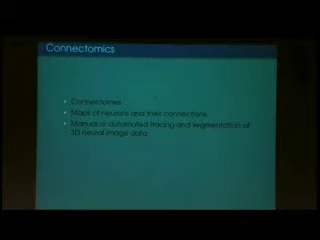 Connectomics
Connectomes
Maps of neurons and their connections
Manual or automated tracing and segmentation of
3D neural image data